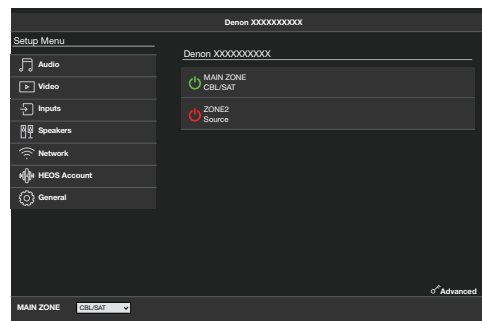 Denon XXXXXXXXXX
Setup Menu
Audio
Video
Inputs
Speakers
Network
HEOS Account
General
Denon XXXXXXXXXX
MAIN ZONE
CBL/SAT
ZONE2
Source
Advanced
MAIN ZONE CBL/SAT